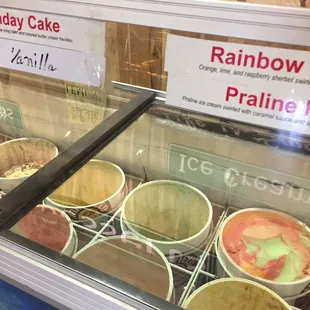 day Cake
Vanilla
Rainbow
Orange, lime, and raspberry sherbet swirl
Praline
Praline ice cream swirled with caramel sauce and
Ice Cream